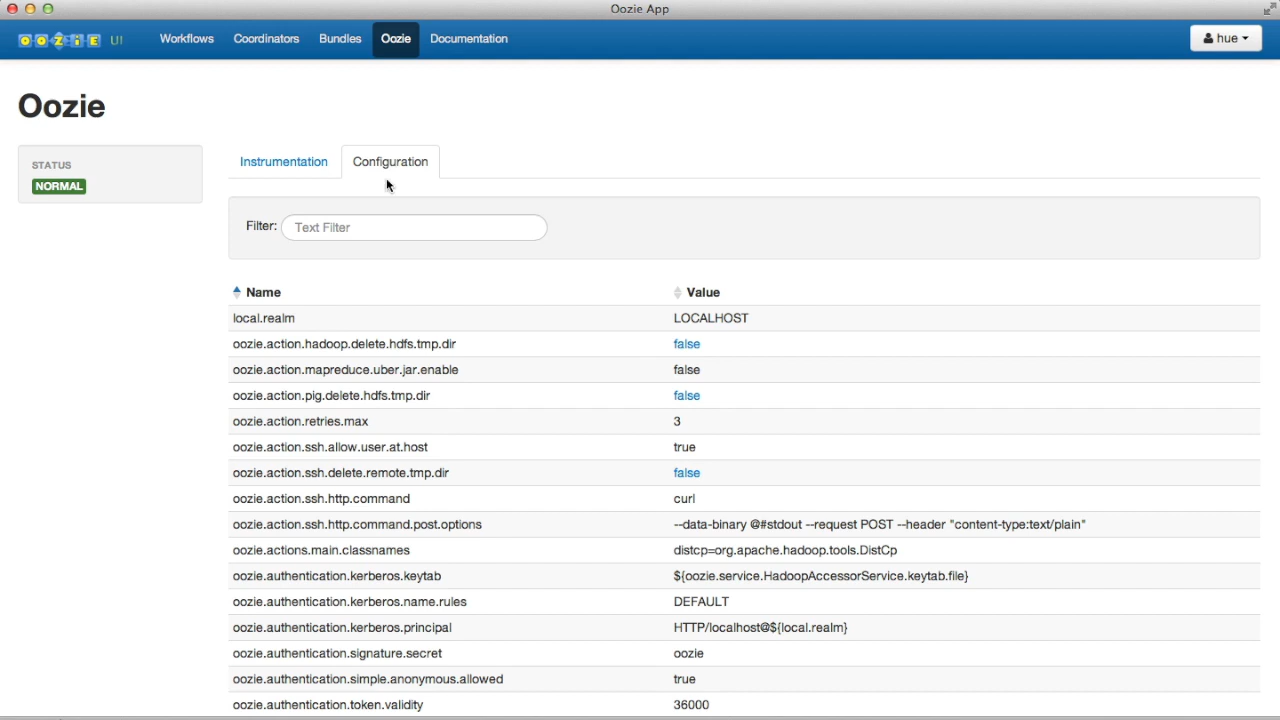 Oozie App
OOZIE UI Workflows Coordinators Bundles Oozie Documentation hue
Oozie
STATUS
NORMAL
Instrumentation Configuration
Filter: Text Filter
Name Value
local.realm LOCALHOST
oozie.action.hadoop.delete.hdfs.tmp.dir false
oozie.action.mapreduce.uber.jar.enable false
oozie.action.pig.delete.hdfs.tmp.dir false
oozie.action.retries.max 3
oozie.action.ssh.allow.user.at.host true
oozie.action.ssh.delete.remote.tmp.dir false
oozie.action.ssh.http.command curl
oozie.action.ssh.http.command.post.options --data-binary @#stdout --request POST --header "content-type:text/plain"
oozie.actions.main.classnames distcp=org.apache.hadoop.tools.DistCp
oozie.authentication.kerberos.keytab ${oozie.service.HadoopAccessorService.keytab.file}
oozie.authentication.kerberos.name.rules DEFAULT
oozie.authentication.kerberos.principal HTTP/localhost@${local.realm}
oozie.authentication.signature.secret oozie
oozie.authentication.simple.anonymous.allowed true
oozie.authentication.token.validity 36000